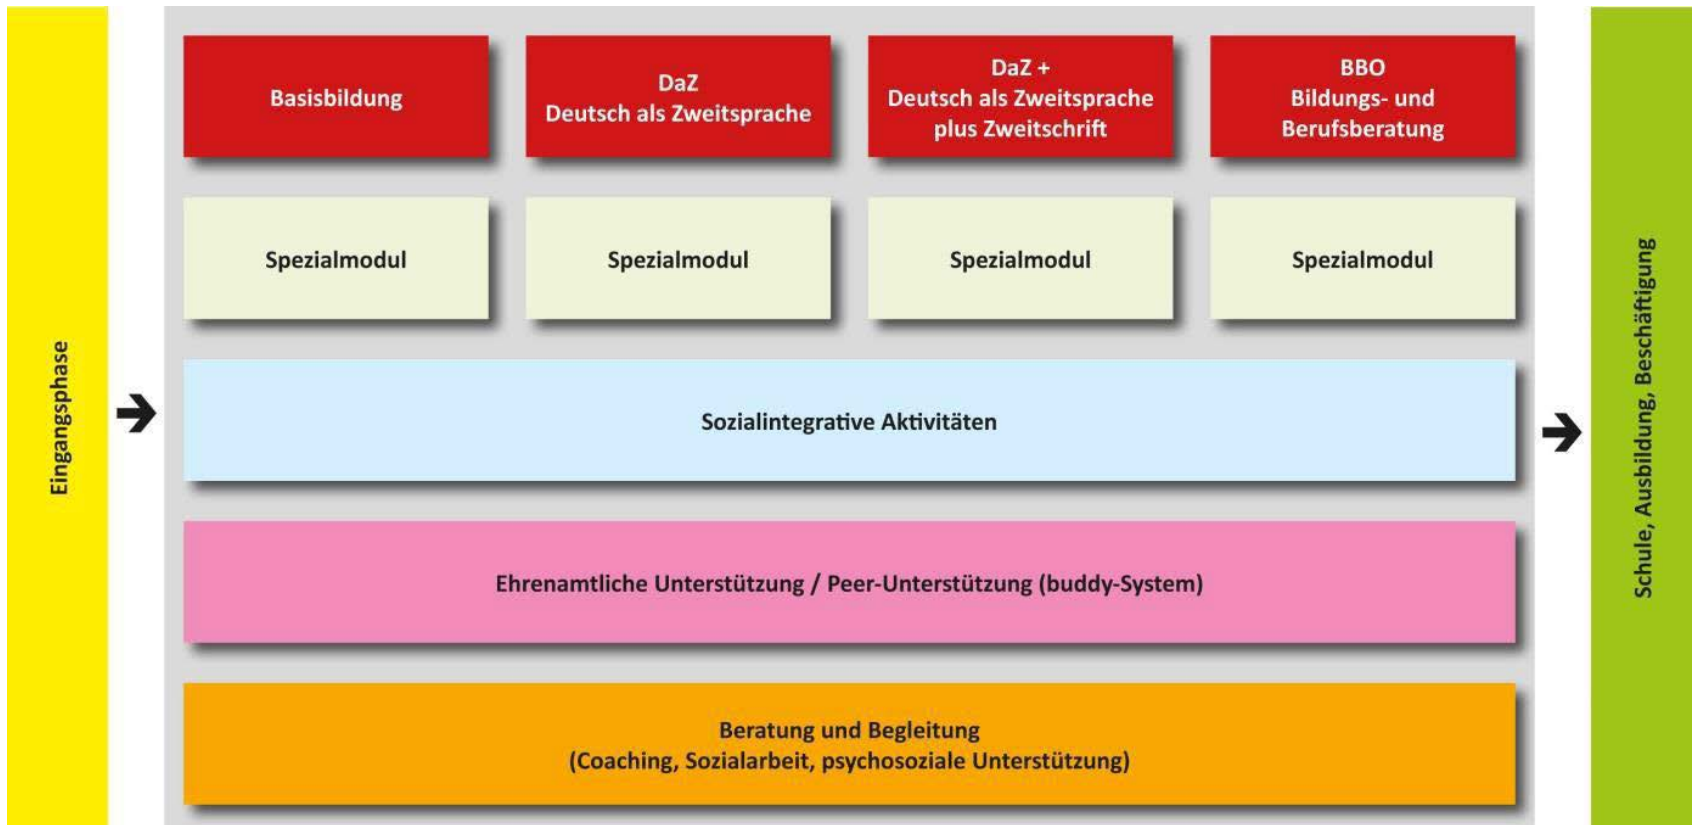 Eingangsphase
Basisbildung
DaZ
Deutsch als Zweitsprache
DaZ +
Deutsch als Zweitsprache
plus Zweitschrift
BBO
Bildungs- und
Berufsberatung
Spezialmodul
Spezialmodul
Spezialmodul
Spezialmodul
Sozialintegrative Aktivitäten
Ehrenamtliche Unterstützung / Peer-Unterstützung (buddy-System)
Beratung und Begleitung
(Coaching, Sozialarbeit, psychosoziale Unterstützung)
Schule, Ausbildung, Beschäftigung